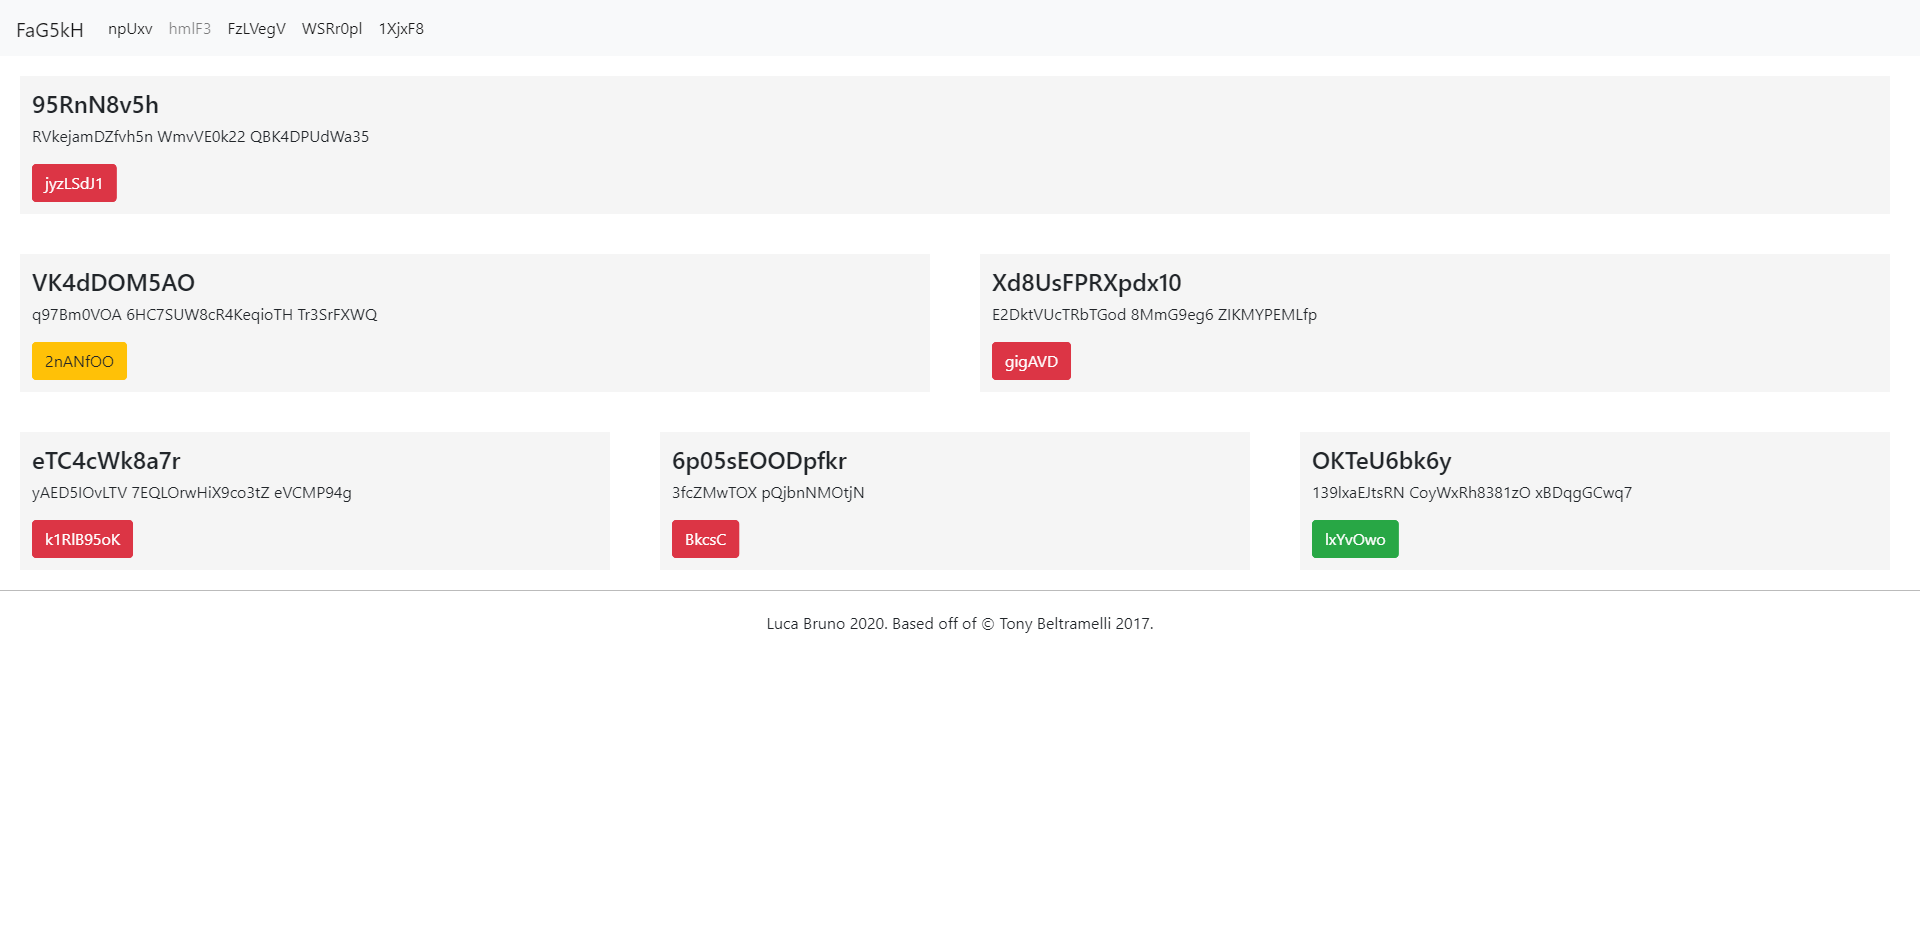 FaG5kH npUxv hmlF3 FzLVegV WSRr0pl 1XjxF8
95RnN8v5h
RVkejamDZfvh5n WmvVE0k22 QBK4DPUdWa35
jyzLSdJ1
VK4dDOM5AO
q97Bm0VOA 6HC7SUW8cR4KeqioTH Tr3SrFXWQ
2nANfOO
Xd8UsFPRXpdx10
E2DktVUcTRbTGod 8MmG9eg6 ZIKMYPEMLfp
gigAVD
eTC4cWk8a7r
yAED5IOvLTV 7EQLOrwHiX9co3tZ eVCMP94g
k1RlB95oK
6p05sEOODpfkr
3fcZMwTOX pQjbnNMOtjN
BkcsC
OKTeU6bk6y
139lxaEJtsRN CoyWxRh8381zO xBDqgGCwq7
lxYvOwo
Luca Bruno 2020. Based off of © Tony Beltramelli 2017.